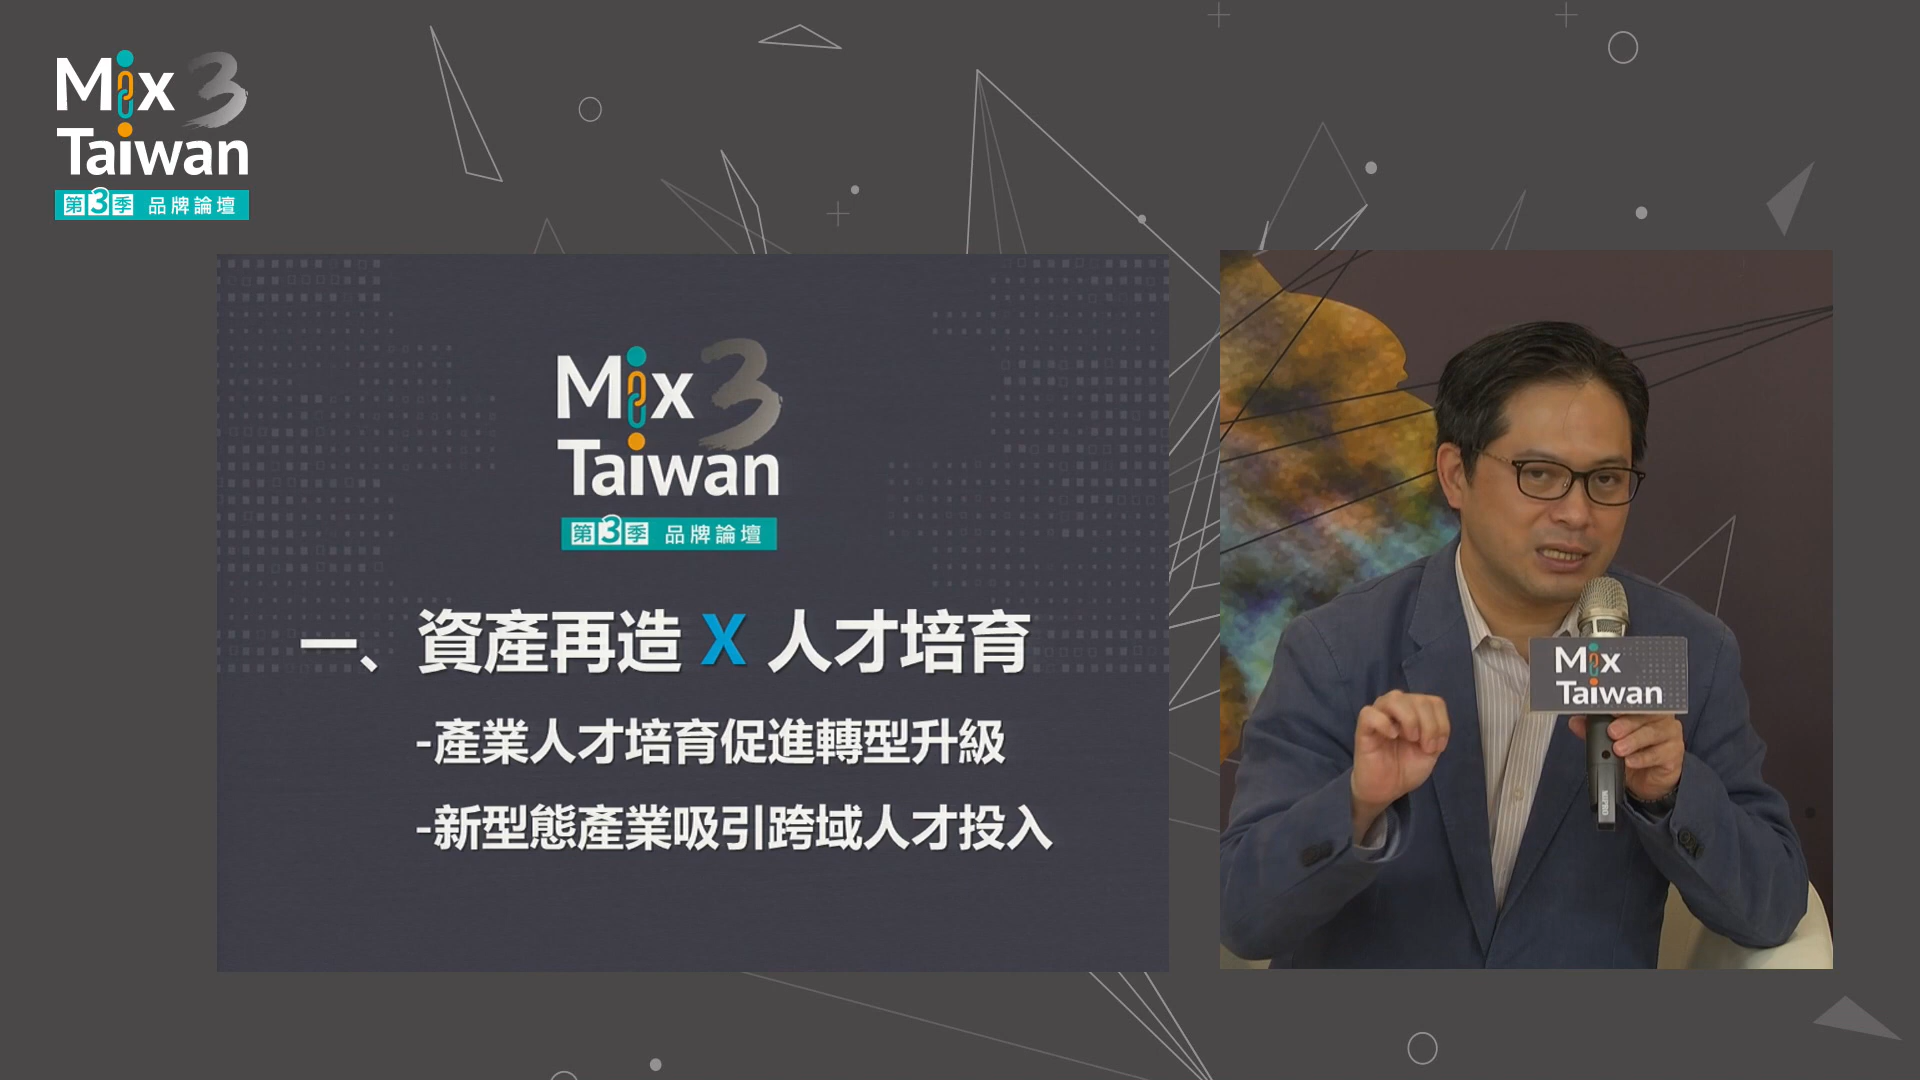 Mix 3
Taiwan
第3季 品牌論壇
Mix 3
Taiwan
第3季 品牌論壇
一、資產再造 X 人才培育
-產業人才培育促進轉型升級
-新型態產業吸引跨域人才投入
Mix
Taiwan
MIPRO